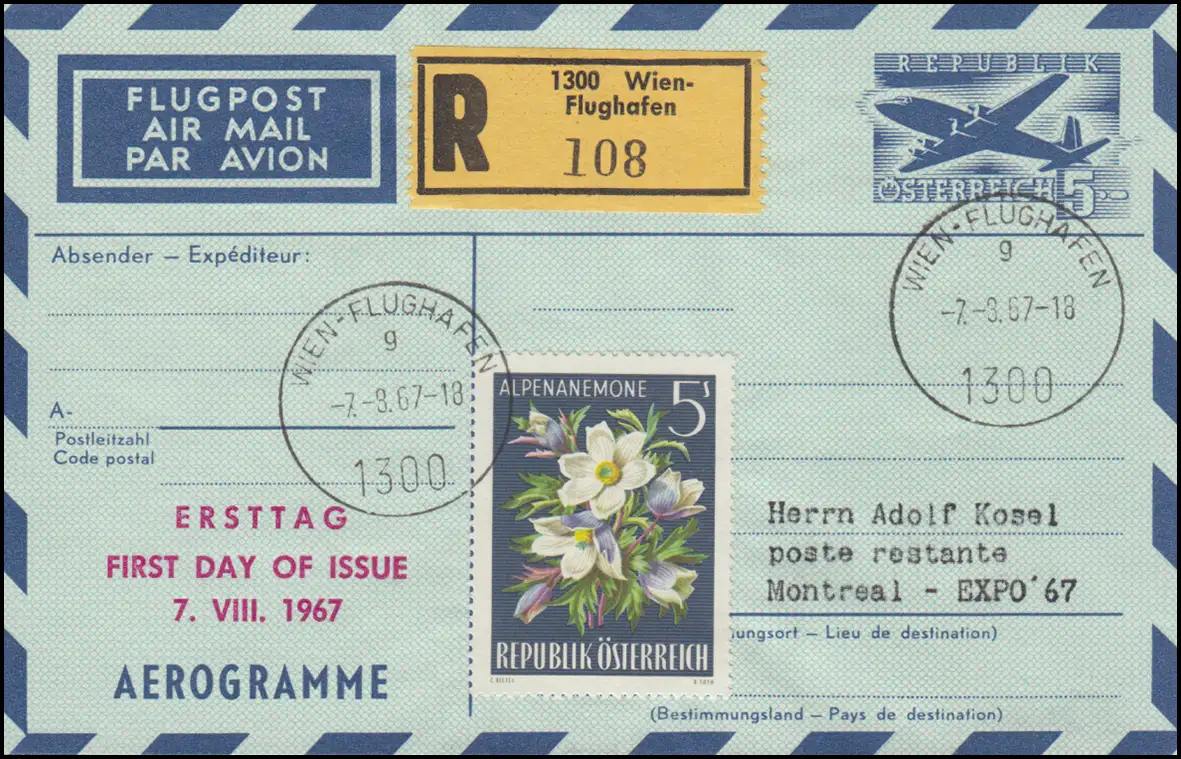 FLUGPOST
AIR MAIL
PAR AVION
R
1300 Wien-
Flughafen
108
REPUBLIK
ÖSTERREICH 5
WIEN-FLUGHAFEN
g
-7.-8.67-18
1300
Absender – Expéditeur:
WIEN-FLUGHAFEN
g
-7.-8.67-18
1300
A-
Postleitzahl
Code postal
ERSTTAG
FIRST DAY OF ISSUE
7. VIII. 1967
AEROGRAMME
ALPENANEMONE 5s
REPUBLIK ÖSTERREICH
Herrn Adolf Kosel
poste restante
Montreal - EXPO'67
ungsort – Lieu de destination)
(Bestimmungsland – Pays de destination)